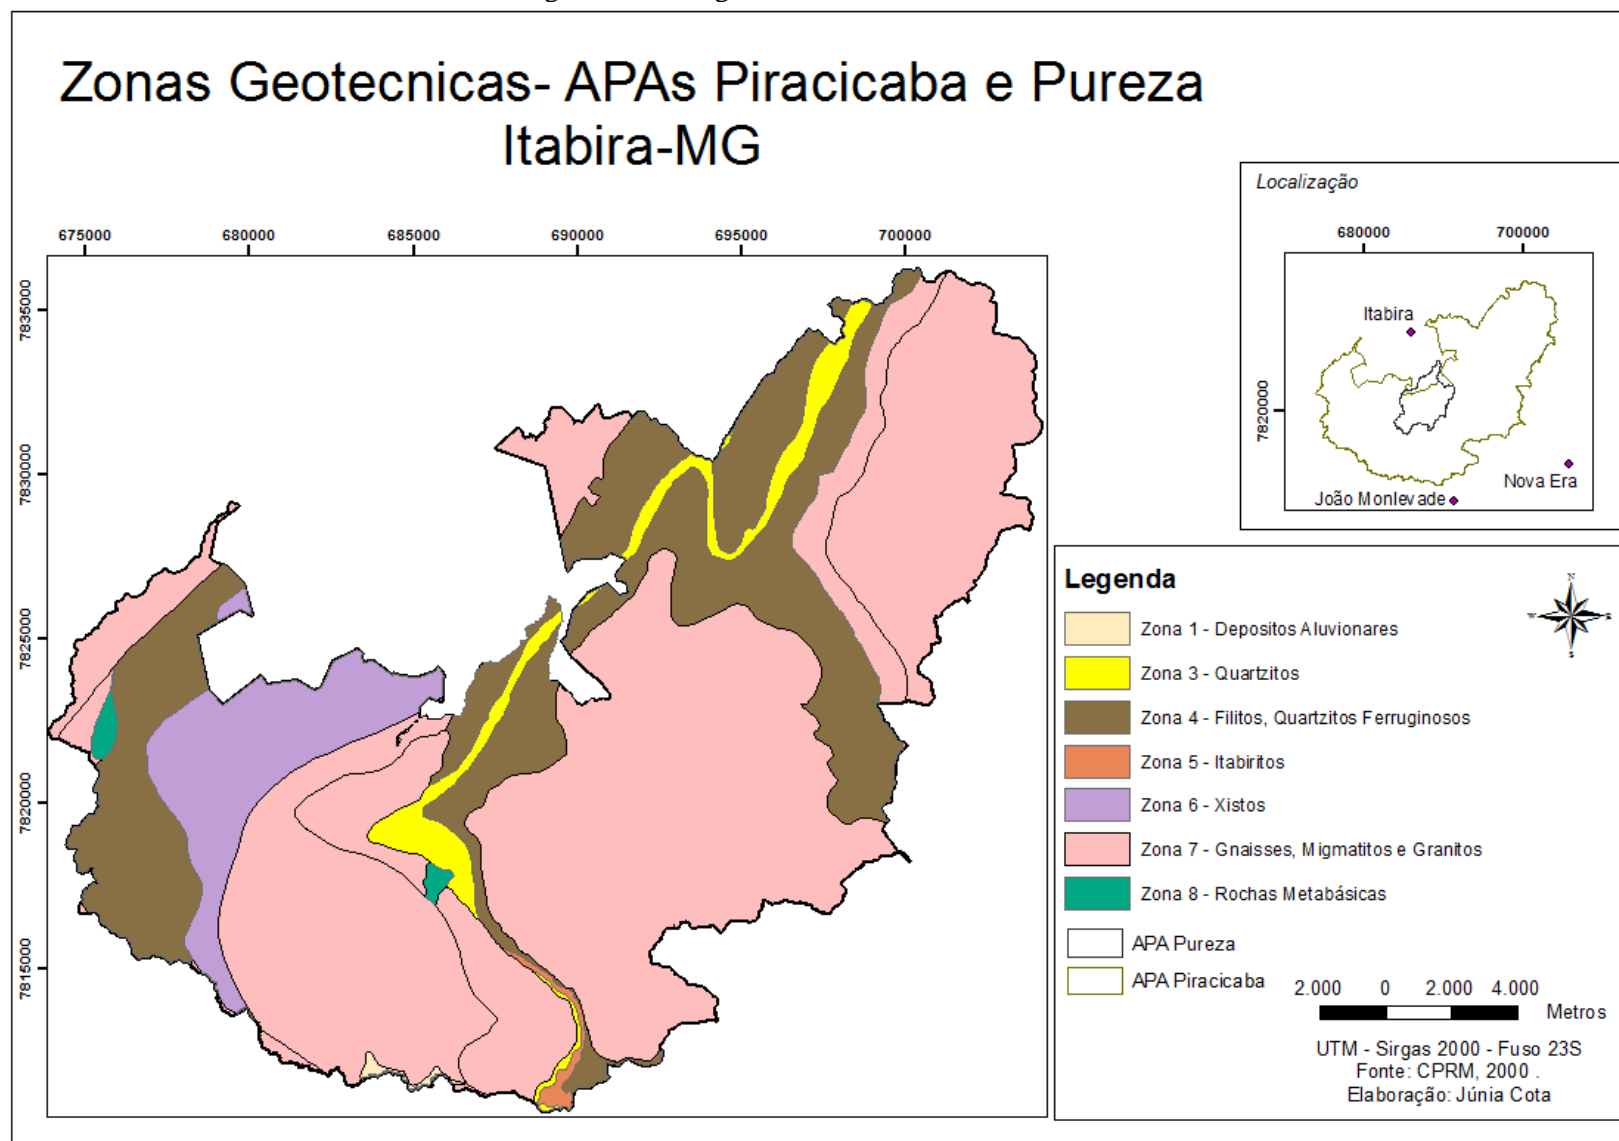 Zonas Geotecnicas- APAs Piracicaba e Pureza
Itabira-MG
Localização
680000 700000
7820000
Itabira
Nova Era
João Monlevade
675000 680000 685000 690000 695000 700000
7835000
7830000
7825000
7820000
7815000
Legenda
N
W E
S
Zona 1 - Depositos Aluvionares
Zona 3 - Quartzitos
Zona 4 - Filitos, Quartzitos Ferruginosos
Zona 5 - Itabiritos
Zona 6 - Xistos
Zona 7 - Gnaisses, Migmatitos e Granitos
Zona 8 - Rochas Metabásicas
APA Pureza
APA Piracicaba
2.000 0 2.000 4.000
Metros
UTM - Sirgas 2000 - Fuso 23S
Fonte: CPRM, 2000 .
Elaboração: Júnia Cota